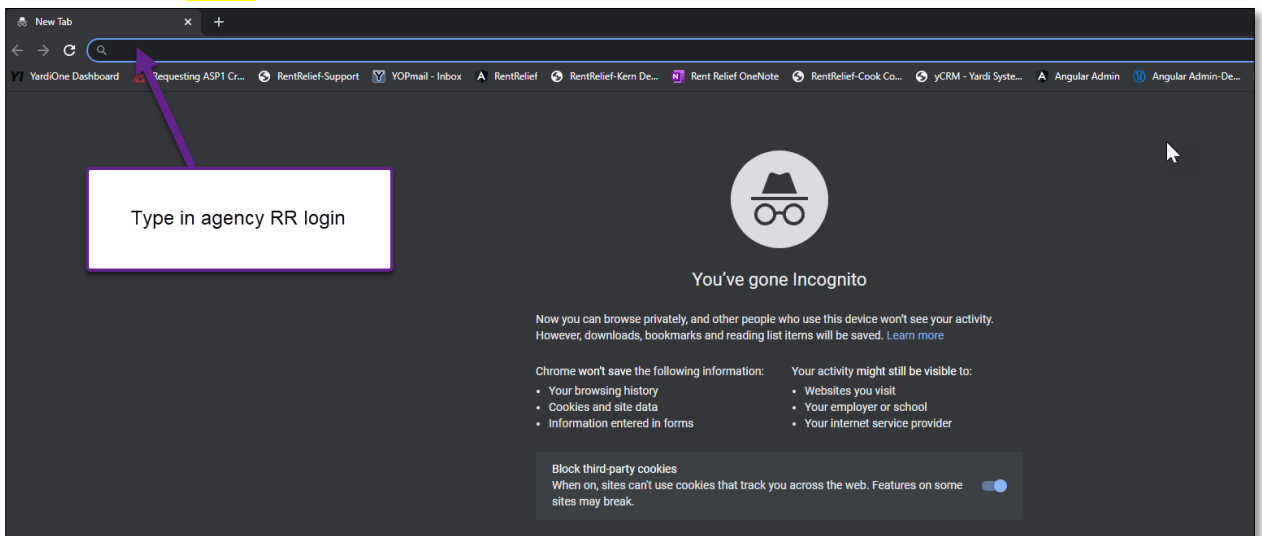 New Tab
YardiOne Dashboard Requesting ASP1 Cr... RentRelief-Support YOPmail - Inbox RentRelief RentRelief-Kern De... Rent Relief OneNote RentRelief-Cook Co... yCRM - Yardi Syste... Angular Admin Angular Admin-De...
Type in agency RR login
You've gone Incognito
Now you can browse privately, and other people who use this device won't see your activity.
However, downloads, bookmarks and reading list items will be saved. Learn more
Chrome won't save the following information:
• Your browsing history
• Cookies and site data
• Information entered in forms
Your activity might still be visible to:
• Websites you visit
• Your employer or school
• Your internet service provider
Block third-party cookies
When on, sites can't use cookies that track you across the web. Features on some
sites may break.